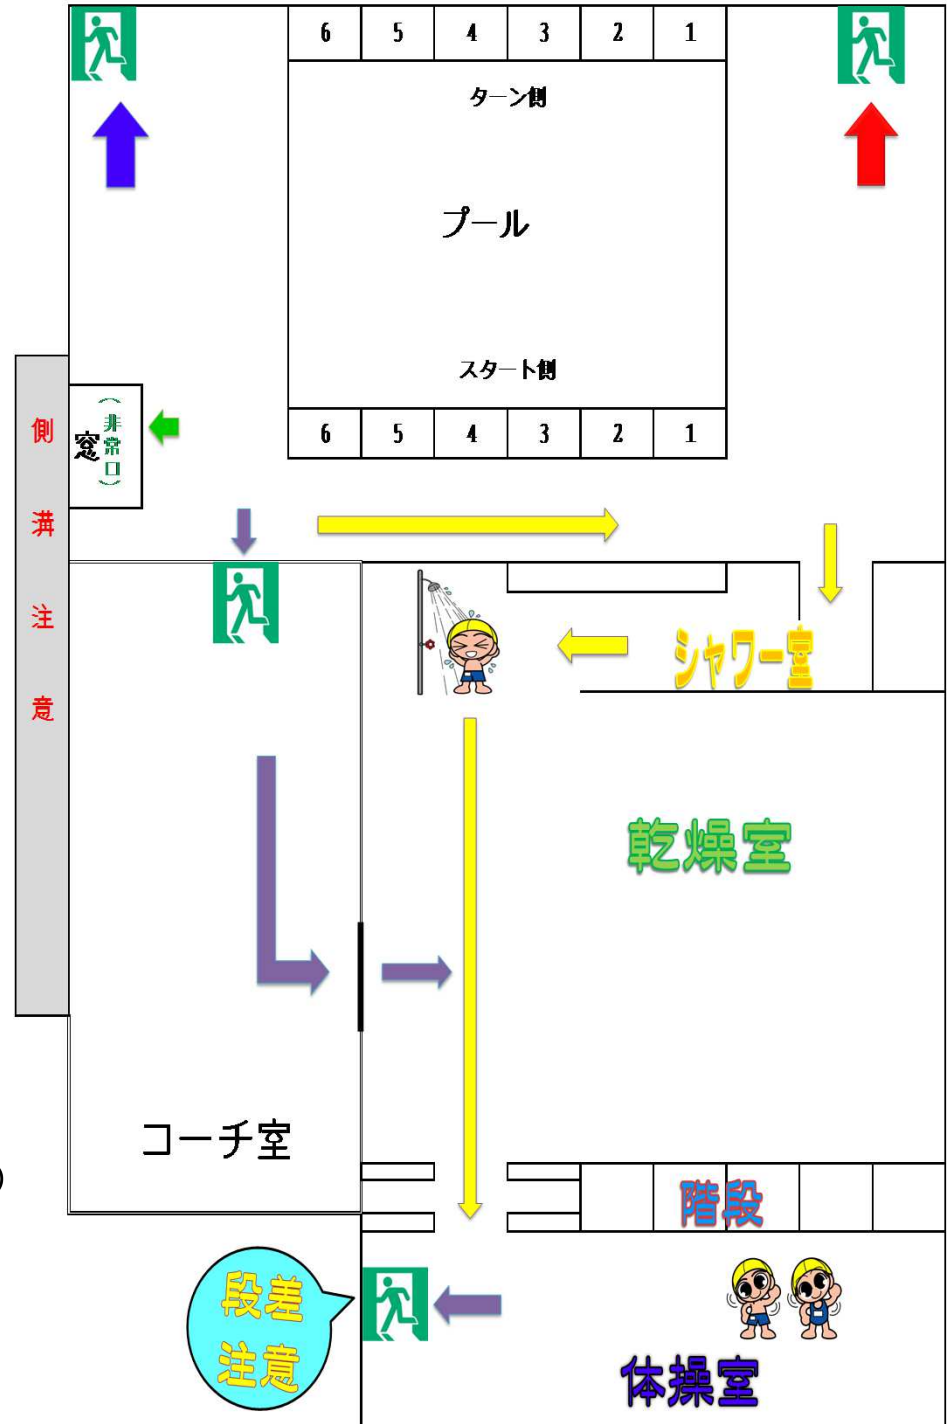 6 5 4 3 2 1
ターン側
プール
スタート側
6 5 4 3 2 1
窓
(非常口)
側溝注意
シャワー室
乾燥室
コーチ室
)
階段
段差
注意
体操室